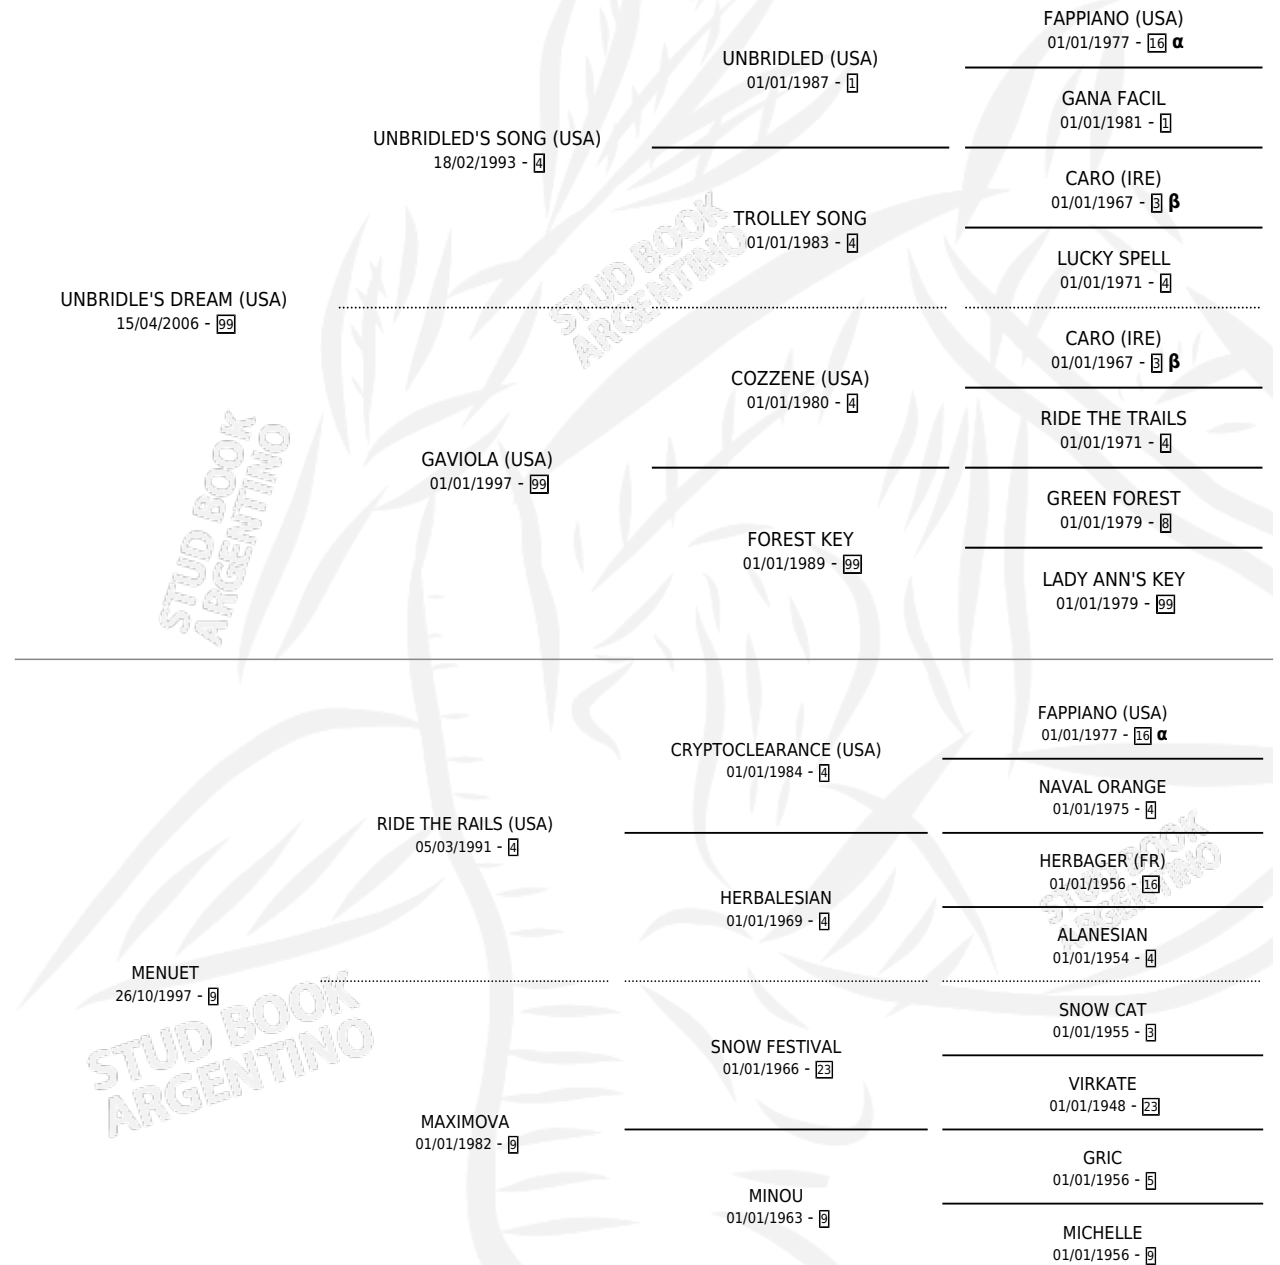 FAPPIANO (USA)
01/01/1977 - 16 α
UNBRIDLED (USA)
01/01/1987 - 1
GANA FACIL
01/01/1981 - 1
UNBRIDLED'S SONG (USA)
18/02/1993 - 4
CARO (IRE)
01/01/1967 - 3 β
TROLLEY SONG
01/01/1983 - 4
LUCKY SPELL
01/01/1971 - 4
UNBRIDLE'S DREAM (USA)
15/04/2006 - 99
CARO (IRE)
01/01/1967 - 3 β
COZZENE (USA)
01/01/1980 - 4
RIDE THE TRAILS
01/01/1971 - 4
GAVIOLA (USA)
01/01/1997 - 99
GREEN FOREST
01/01/1979 - 8
FOREST KEY
01/01/1989 - 99
LADY ANN'S KEY
01/01/1979 - 99
FAPPIANO (USA)
01/01/1977 - 16 α
CRYPTOCLEARANCE (USA)
01/01/1984 - 4
NAVAL ORANGE
01/01/1975 - 4
RIDE THE RAILS (USA)
05/03/1991 - 4
HERBAGER (FR)
01/01/1956 - 16
HERBALESIAN
01/01/1969 - 4
ALANESIAN
01/01/1954 - 4
MENUET
26/10/1997 - 9
SNOW CAT
01/01/1955 - 3
SNOW FESTIVAL
01/01/1966 - 23
VIRKATE
01/01/1948 - 23
MAXIMOVA
01/01/1982 - 9
GRIC
01/01/1956 - 5
MINOU
01/01/1963 - 9
MICHELLE
01/01/1956 - 9
STUD BOOK
ARGENTINO
STUD BOOK
ARGENTINO
STUD BOOK
ARGENTINO
STUD BOOK
ARGENTINO